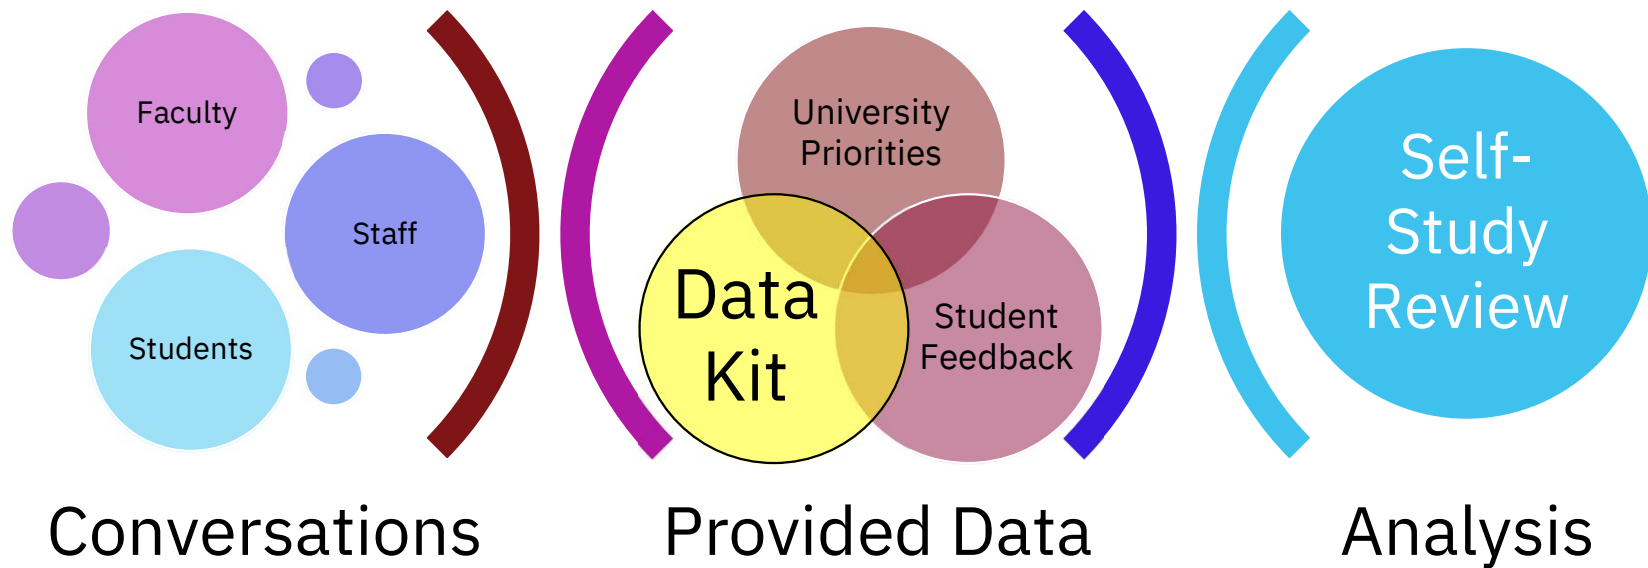 Faculty
Staff
Students
Conversations
University
Priorities
Data
Kit
Student
Feedback
Provided Data
Self-
Study
Review
Analysis